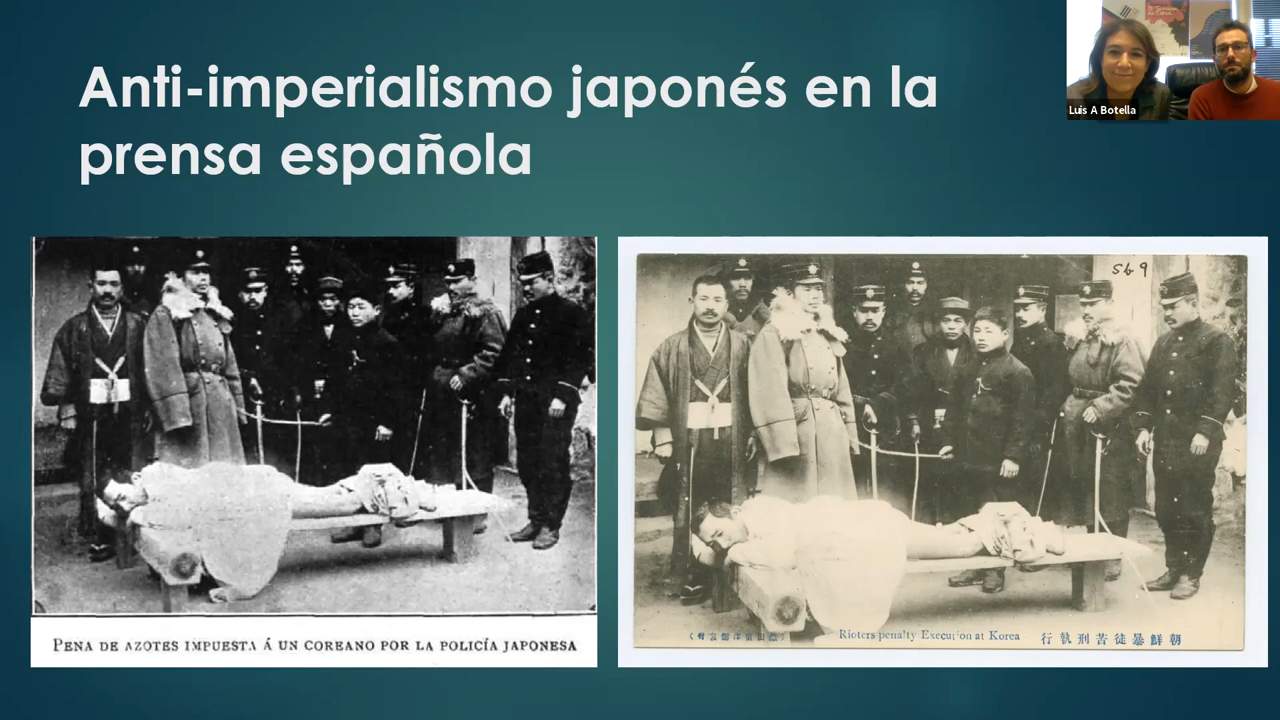 Anti-imperialismo japonés en la
prensa española
Luis A Botella
569
PENA DE AZOTES IMPUESTA Á UN COREANO POR LA POLICÍA JAPONESA
Rioters penalty Execution at Korea
朝鮮暴徒苦刑執行